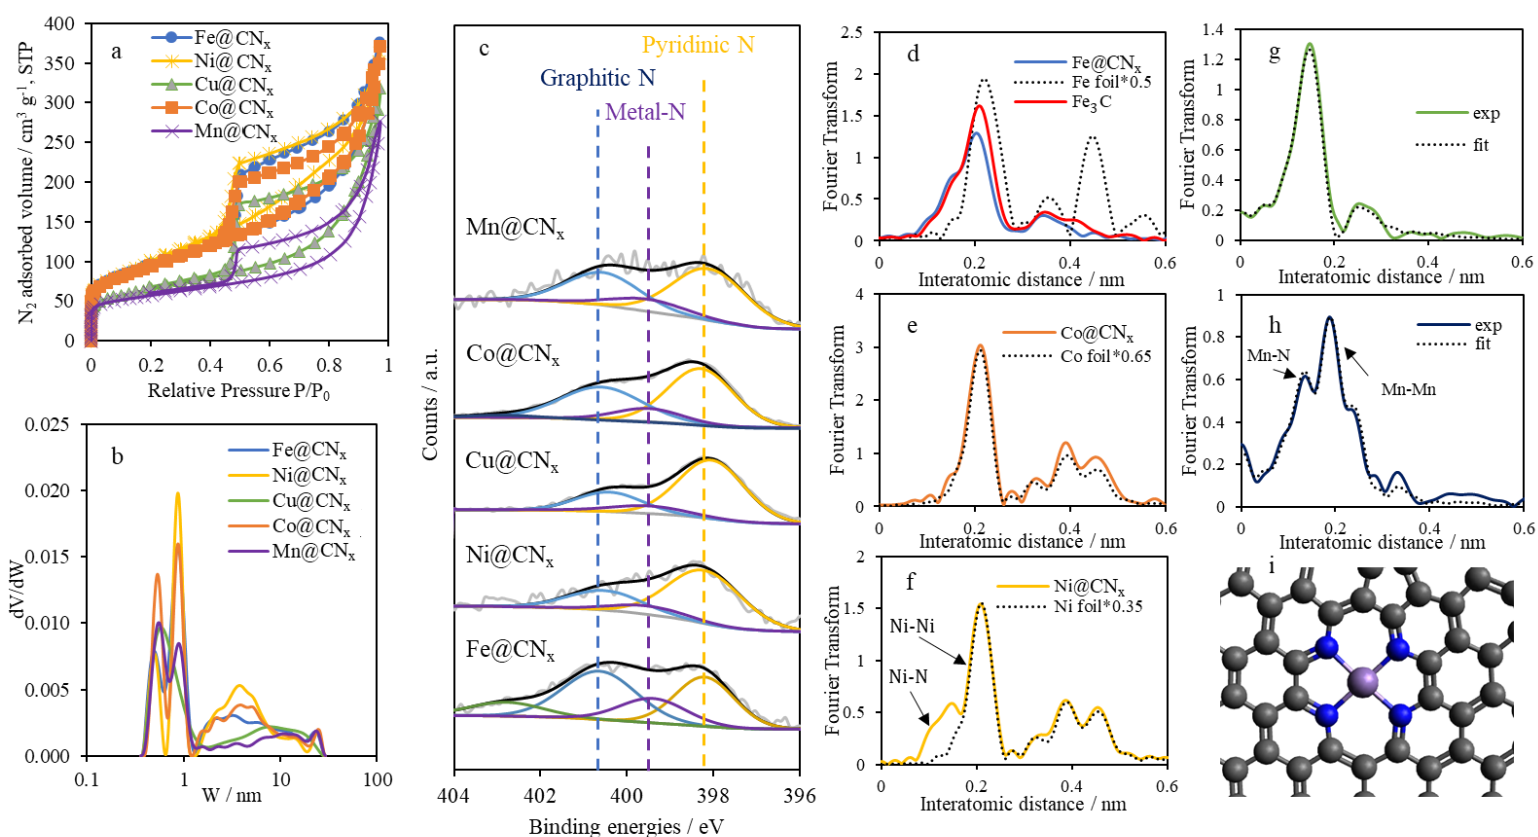 a
Fe@CNx
Ni@CNx
Cu@CNx
Co@CNx
Mn@CNx
400
350
300
250
200
150
100
50
0
N2 adsorbed volume / cm3 g-1, STP
0
0.2
0.4
0.6
0.8
1
Relative Pressure P/P0
b
Fe@CNx
Ni@CNx
Cu@CNx
Co@CNx
Mn@CNx
0.025
0.020
0.015
0.010
0.005
0.000
dV/dW
0.1
1
10
100
W / nm
c
Pyridinic N
Graphitic N
Metal-N
Mn@CNx
Co@CNx
Cu@CNx
Ni@CNx
Fe@CNx
Counts / a.u.
404
402
400
398
396
Binding energies / eV
d
Fe@CNx
Fe foil*0.5
Fe3C
2.5
2
1.5
1
0.5
0
Fourier Transform
0
0.2
0.4
0.6
Interatomic distance / nm
e
Co@CNx
Co foil*0.65
4
3
2
1
0
Fourier Transform
0
0.2
0.4
0.6
Interatomic distance / nm
f
Ni@CNx
Ni foil*0.35
Ni-Ni
Ni-N
2
1.5
1
0.5
0
Fourier Transform
0
0.2
0.4
0.6
Interatomic distance / nm
g
exp
fit
1.4
1.2
1.0
0.8
0.6
0.4
0.2
0
Fourier Transform
0
0.2
0.4
0.6
Interatomic distance / nm
h
exp
fit
Mn-N
Mn-Mn
1
0.8
0.6
0.4
0.2
0
Fourier Transform
0
0.2
0.4
0.6
Interatomic distance / nm
i